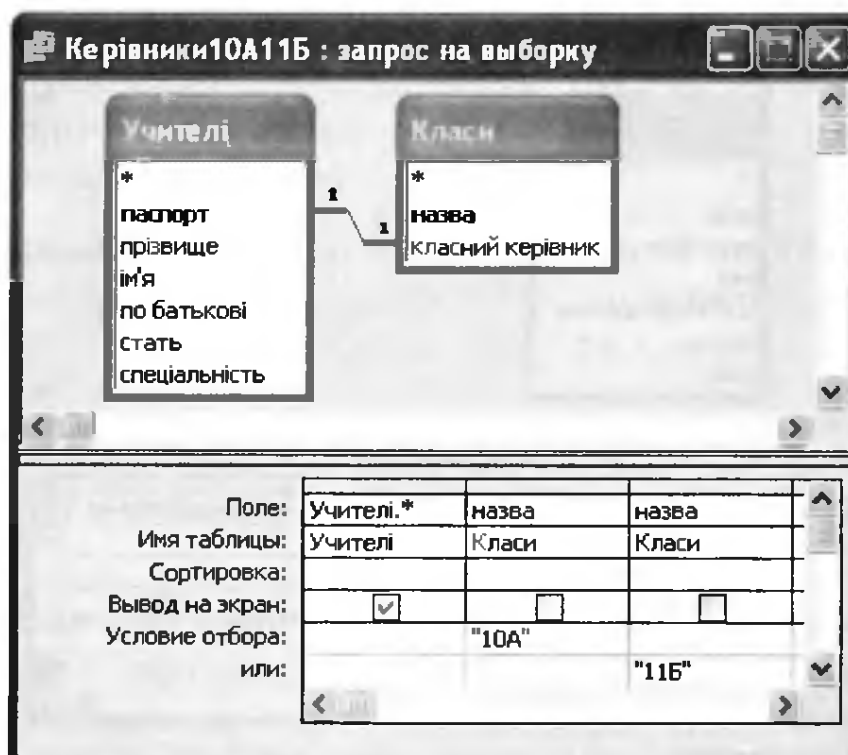 Керівники10А11Б : запрос на выборку
Учителі
*
паспорт
прізвище
ім'я
по батькові
стать
спеціальність
1
1
Класи
*
назва
класний керівник
Поле: Учителі.* назва назва
Имя таблицы: Учителі Класи Класи
Сортировка:
Вывод на экран:
Условие отбора: "10А"
или: "11Б"